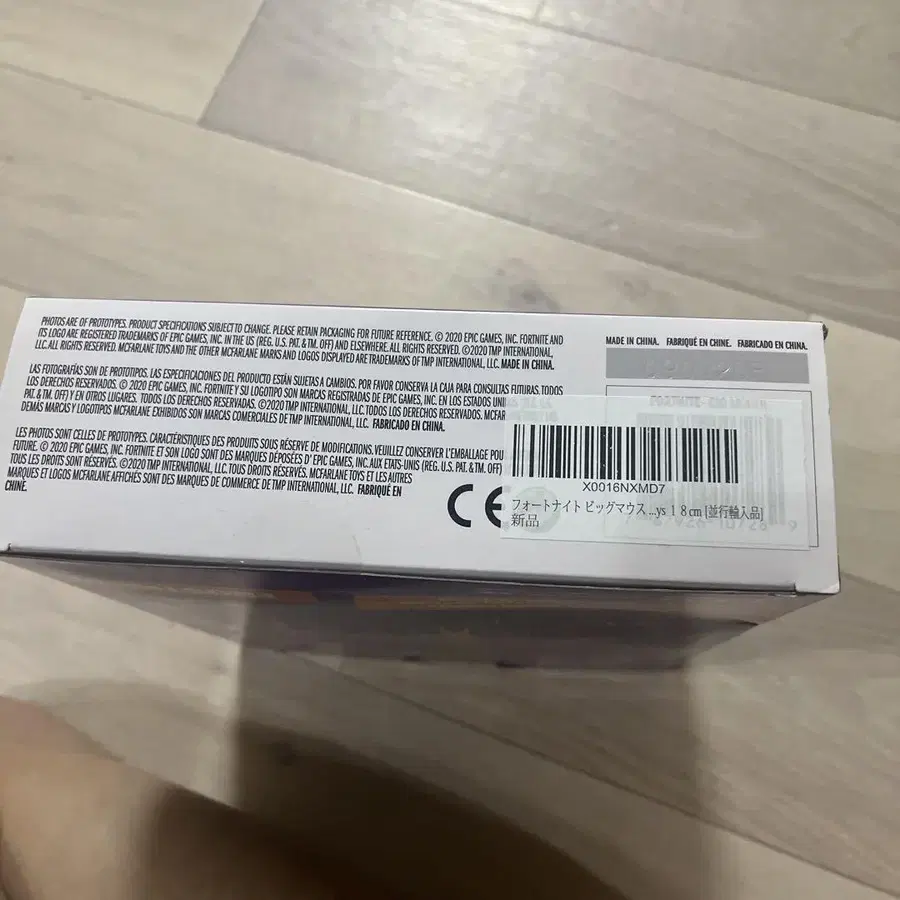 PHOTOS ARE OF PROTOTYPES. PRODUCT SPECIFICATIONS SUBJECT TO CHANGE. PLEASE RETAIN PACKAGING FOR FUTURE REFERENCE. © 2020 EPIC GAMES, INC. FORTNITE AND
ITS LOGO ARE REGISTERED TRADEMARKS OF EPIC GAMES, INC. IN THE US (REG. U.S. PAT. &T.M. OFF) AND ELSEWHERE. ALL RIGHTS RESERVED. ©2020 TMP INTERNATIONAL,
LLC. ALL RIGHTS RESERVED. MCFARLANE TOYS AND THE OTHER MCFARLANE MARKS AND LOGOS DISPLAYED ARE TRADEMARKS OF TMP INTERNATIONAL, LLC. MADE IN CHINA.
LAS FOTOGRAFÍAS SON DE PROTOTIPOS. LAS ESPECIFICACIONES DEL PRODUCTO ESTÁN SUJETAS A CAMBIOS. POR FAVOR CONSERVA LA CAJA PARA CONSULTAS FUTURAS. TODOS
LOS DERECHOS RESERVADOS. © 2020 EPIC GAMES, INC. FORTNITE Y SU LOGOTIPO SON MARCAS REGISTRADAS DE EPIC GAMES, INC. EN LOS ESTADOS
PAT. &T.M. OFF) Y EN OTROS LUGARES. TODOS LOS DERECHOS RESERVADOS. ©2020 TMP INTERNATIONAL, LLC. TODOS LOS DERECHOS RESERVADOS.
DEMÁS MARCAS Y LOGOTIPOS MCFARLANE EXHIBIDOS SON MARCAS COMERCIALES DE TMP INTERNATIONAL, LLC. FABRICADO EN CHINA.
LES PHOTOS SONT CELLES DE PROTOTYPES. CARACTÉRISTIQUES DES PRODUITS SOUS RÉSERVE DE MODIFICATIONS. VEUILLEZ CONSERVER L'EMBALLAGE POU
FUTURE. © 2020 EPIC GAMES, INC. FORTNITE ET SON LOGO SONT DES MARQUES DÉPOSÉES D' EPIC GAMES, INC. AUX ETATS-UNIS (REG. U.S. PAT. &T.M. OFF)
TOUS LES DROITS SONT RÉSERVÉS. ©2020 TMP INTERNATIONAL, LLC. TOUS DROITS RÉSERVÉS. MCFARLANE TOYS ET LES AUTRES
MARQUES ET LOGOS MCFARLANE AFFICHÉS SONT DES MARQUES DE COMMERCE DE TMP INTERNATIONAL, LLC. FABRIQUÉ EN
CHINE.
CE
MADE IN CHINA. FABRIQUÉ EN CHINE. FABRICADO EN CHINA.
X0016NXMD7
フォートナイト ビッグマウス ...ys 18cm [並行輸入品]
新品